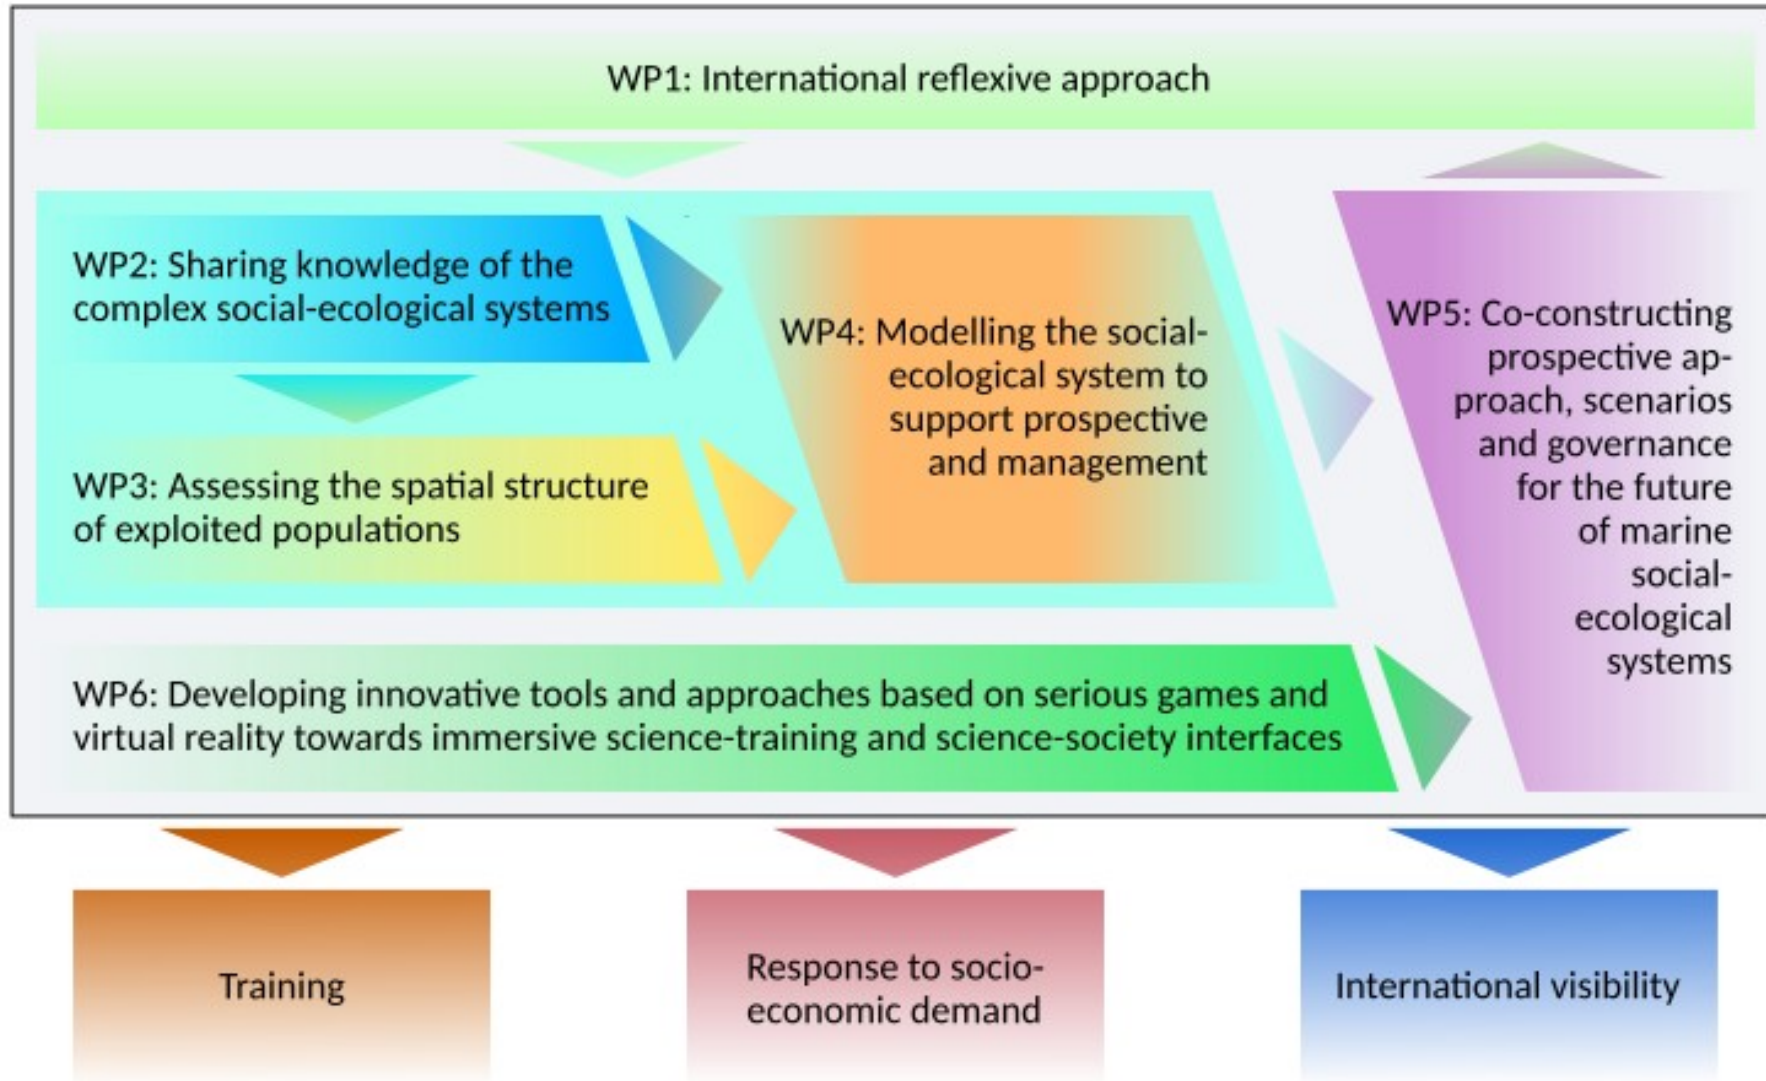 WP1: International reflexive approach
WP2: Sharing knowledge of the
complex social-ecological systems
WP3: Assessing the spatial structure
of exploited populations
WP4: Modelling the social-
ecological system to
support prospective
and management
WP5: Co-constructing
prospective ap-
proach, scenarios
and governance
for the future
of marine
social-
ecological
systems
WP6: Developing innovative tools and approaches based on serious games and
virtual reality towards immersive science-training and science-society interfaces
Training
Response to socio-
economic demand
International visibility